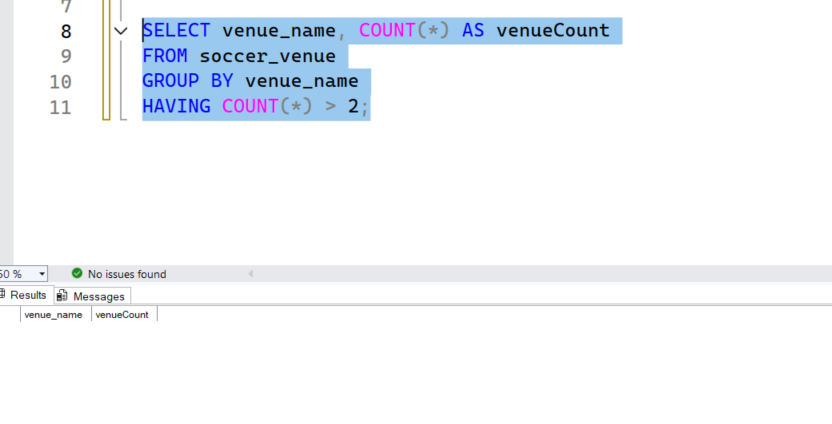 7
8 SELECT venue_name, COUNT(*) AS venueCount
9 FROM soccer_venue
10 GROUP BY venue_name
11 HAVING COUNT(*) > 2;
No issues found
Results Messages
venue_name venueCount